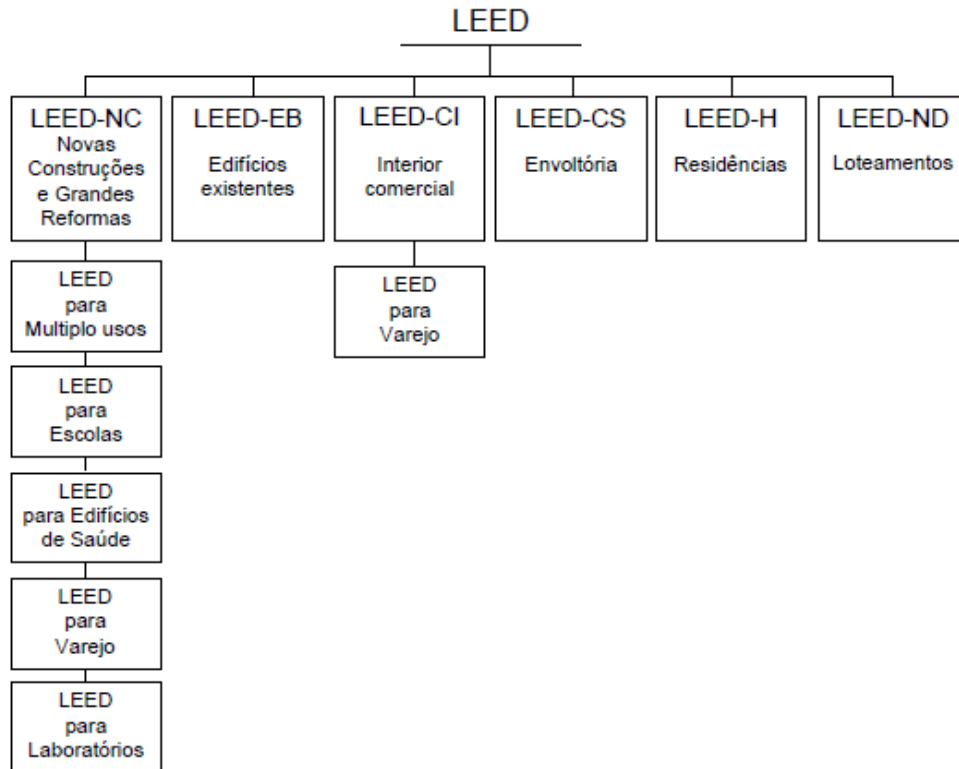 LEED
LEED-NC
Novas
Construções
e Grandes
Reformas
LEED-EB
Edifícios
existentes
LEED-CI
Interior
comercial
LEED-CS
Envoltória
LEED-H
Residências
LEED-ND
Loteamentos
LEED
para
Multiplo usos
LEED
para
Escolas
LEED
para Edifícios
de Saúde
LEED
para
Varejo
LEED
para
Laboratórios
LEED
para
Varejo